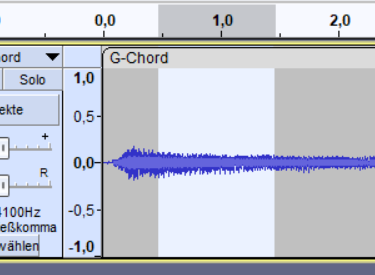 0,0 1,0 2,0
ord G-Chord
Solo 1,0
ekte 0,5
+
0,0
R
4100Hz -0,5
eßkomma
wählen -1,0